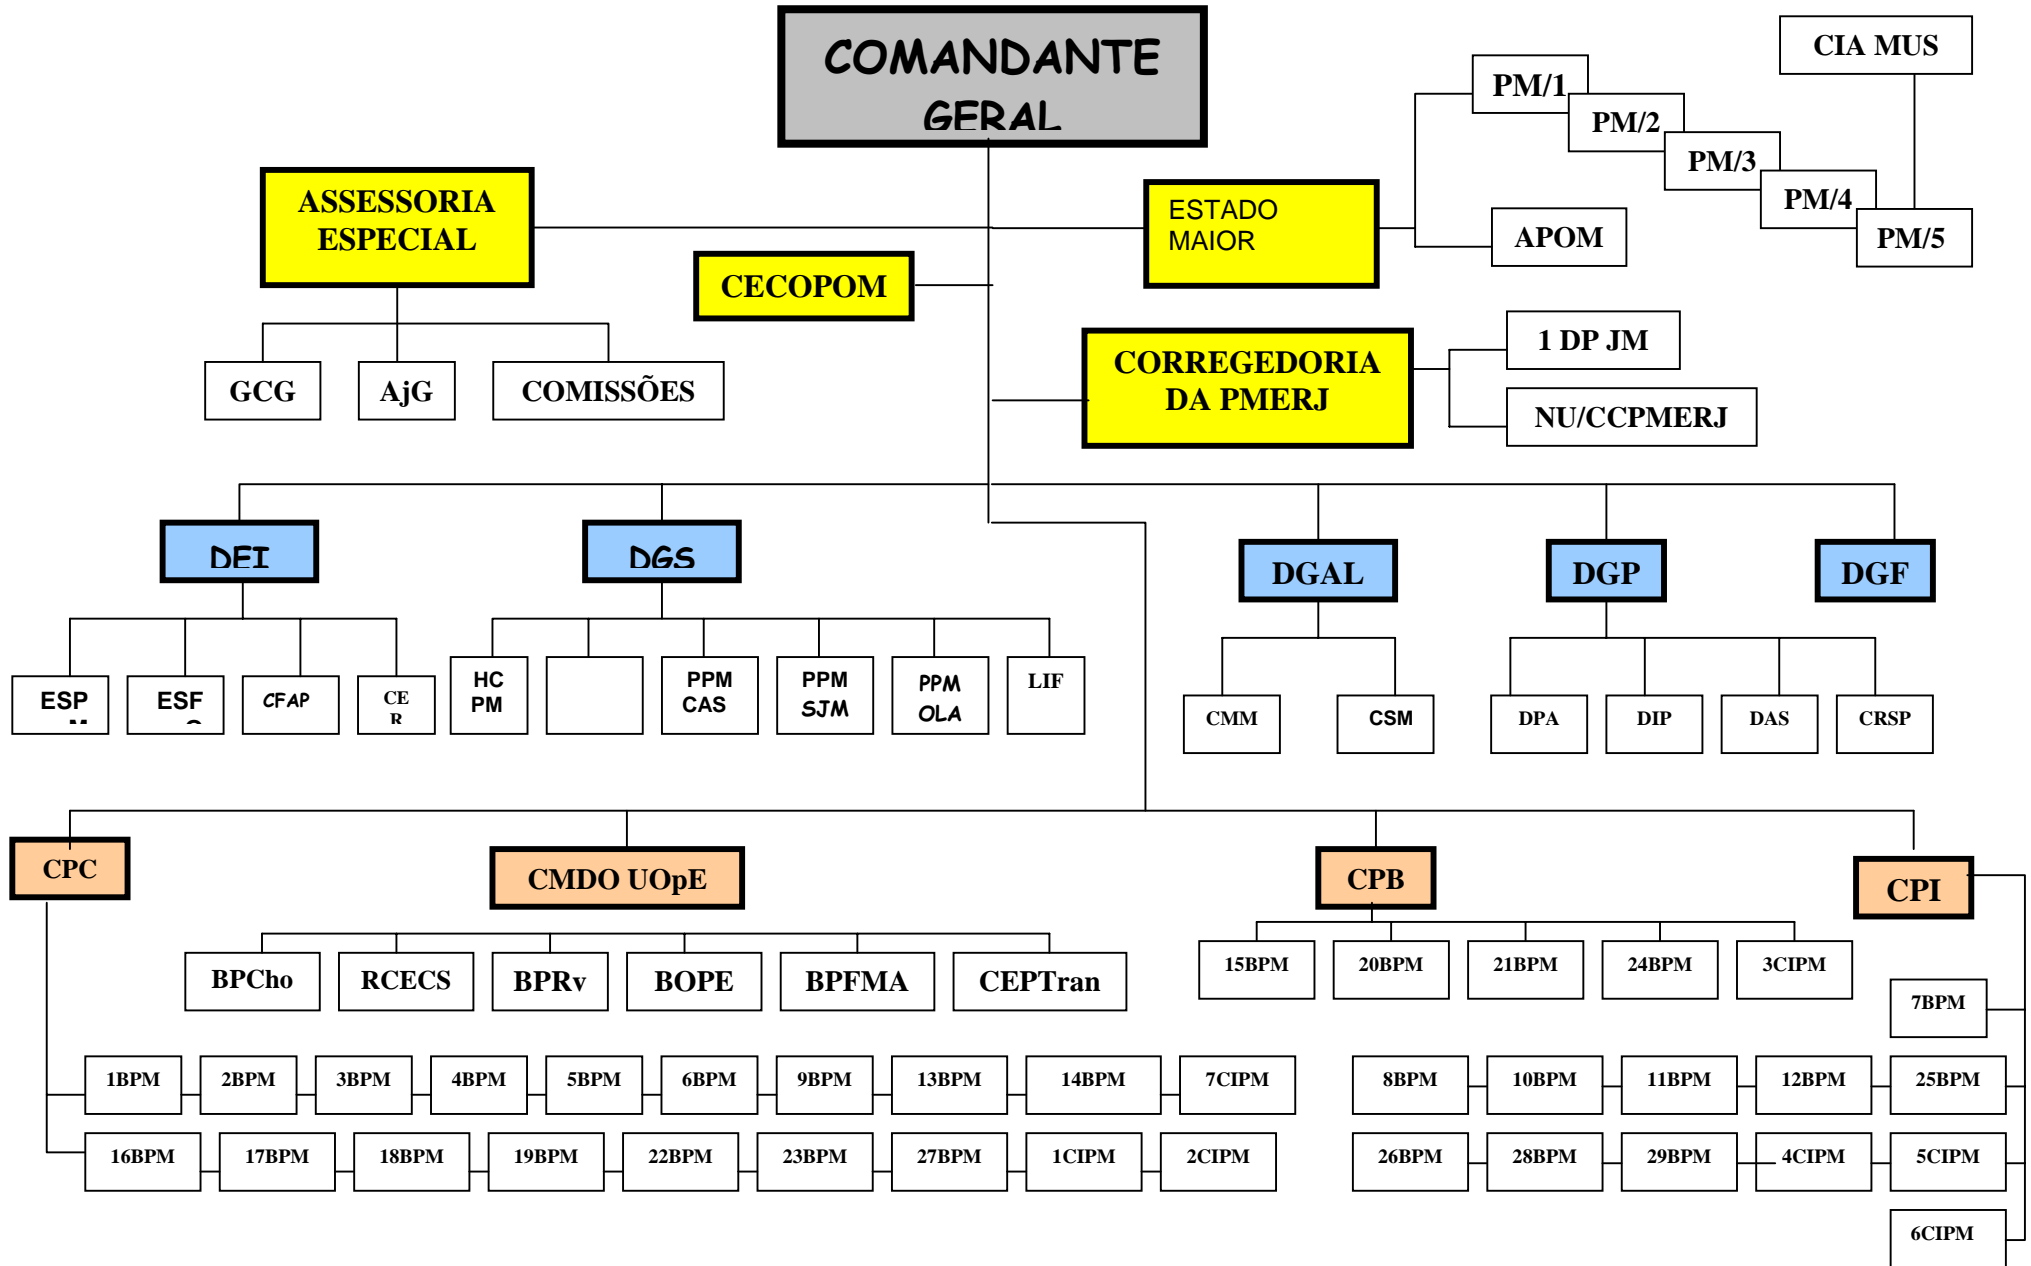 COMANDANTE
GERAL
CIA MUS
PM/1
PM/2
PM/3
PM/4
PM/5
ASSESSORIA
ESPECIAL
ESTADO
MAIOR
APOM
CECOPOM
CORREGEDORIA
DA PMERJ
1 DP JM
NU/CCPMERJ
GCG
AjG
COMISSÕES
DEI
DGS
DGAL
DGP
DGF
ESP
M
ESF
CFAP
CE
R
HC
PM
PPM
CAS
PPM
SJM
PPM
OLA
LIF
CMM
CSM
DPA
DIP
DAS
CRSP
CPC
CMDO UOpE
CPB
CPI
BPCho
RCECS
BPRv
BOPE
BPFMA
CEPTran
15BPM
20BPM
21BPM
24BPM
3CIPM
7BPM
1BPM
2BPM
3BPM
4BPM
5BPM
6BPM
9BPM
13BPM
14BPM
7CIPM
8BPM
10BPM
11BPM
12BPM
25BPM
16BPM
17BPM
18BPM
19BPM
22BPM
23BPM
27BPM
1CIPM
2CIPM
26BPM
28BPM
29BPM
4CIPM
5CIPM
6CIPM